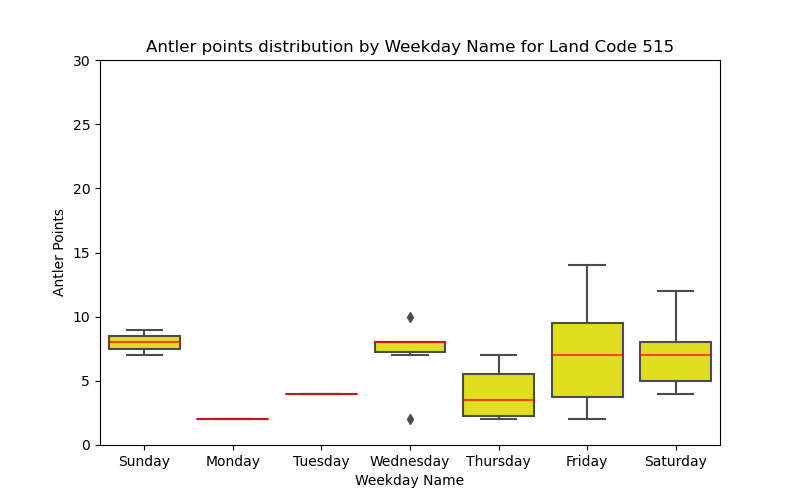 Antler points distribution by Weekday Name for Land Code 515
30
25
20
15
10
5
0
Antler Points
Sunday Monday Tuesday Wednesday Thursday Friday Saturday
Weekday Name